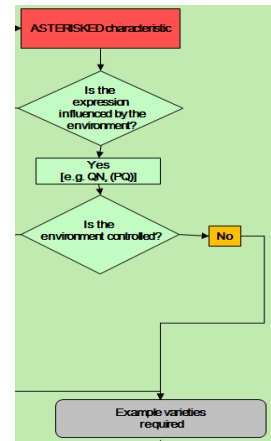 ASTERISKED characteristic
Is the
expression
influenced by the
environment?
Yes
[e.g. QN, (PQ)]
Is the
environment controlled?
No
Example varieties
required